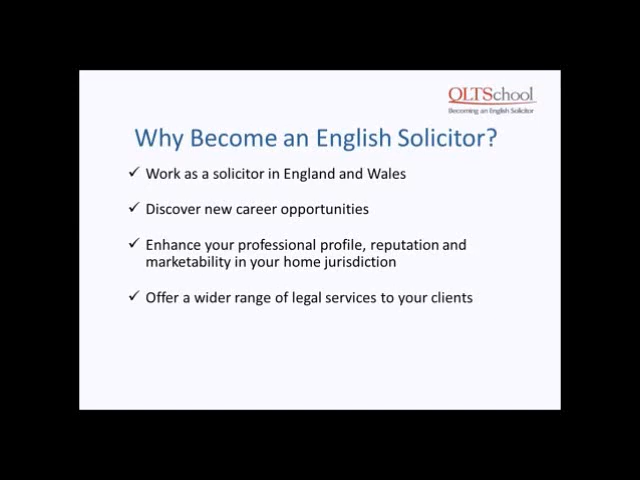 QLTSchool
Becoming an English Solicitor
Why Become an English Solicitor?
✓ Work as a solicitor in England and Wales
✓ Discover new career opportunities
✓ Enhance your professional profile, reputation and
marketability in your home jurisdiction
✓ Offer a wider range of legal services to your clients